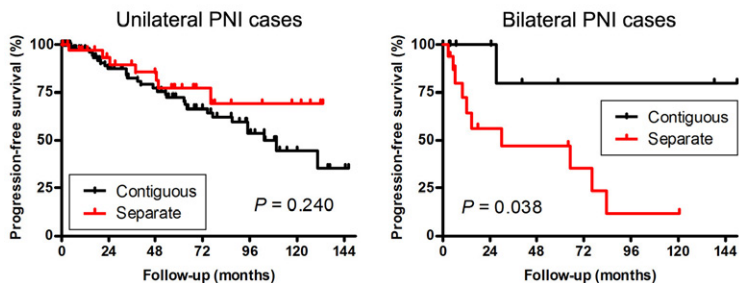 Unilateral PNI cases
Progression-free survival (%)
100
75
50
25
0
0 24 48 72 96 120 144
Follow-up (months)
Contiguous
Separate
P = 0.240
Bilateral PNI cases
Progression-free survival (%)
100
75
50
25
0
0 24 48 72 96 120 144
Follow-up (months)
Contiguous
Separate
P = 0.038